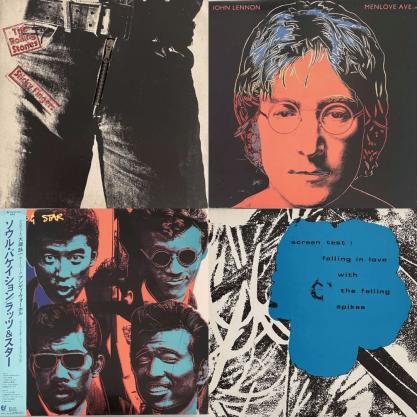 The
Rolling
Stones
Sticky Fingers
JOHN LENNON
MENLOVE AVE.
STAR
ソウル・バケイション/ラッツ&スター
screen test:
falling in love
with
the falling
spikes